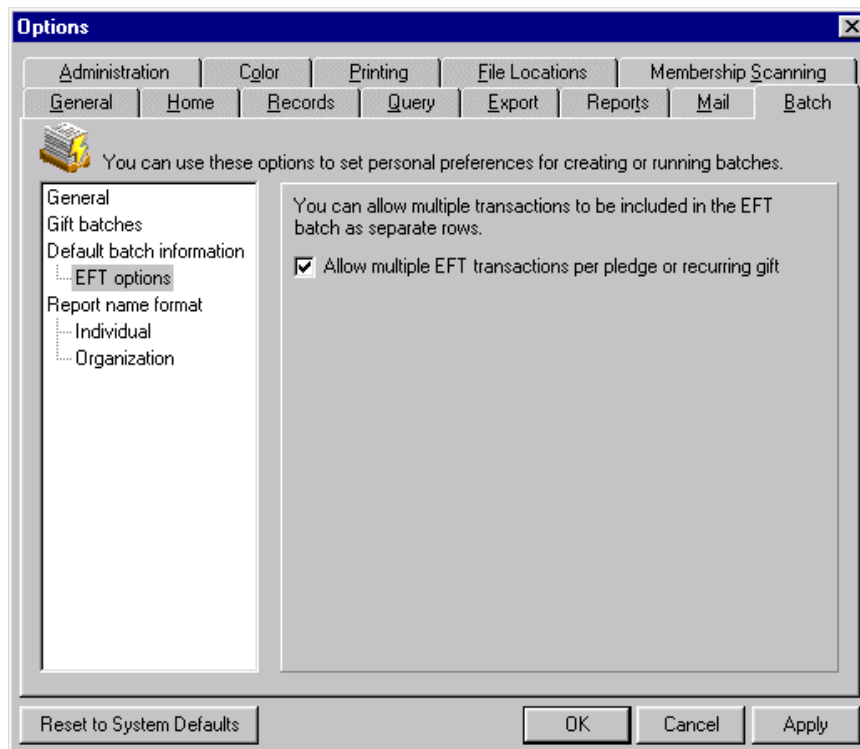 Options
Administration
Color
Printing
File Locations
Membership Scanning
General
Home
Records
Query
Export
Reports
Mail
Batch
You can use these options to set personal preferences for creating or running batches.
General
Gift batches
Default batch information
EFT options
Report name format
Individual
Organization
You can allow multiple transactions to be included in the EFT
batch as separate rows.
Allow multiple EFT transactions per pledge or recurring gift
Reset to System Defaults
OK
Cancel
Apply